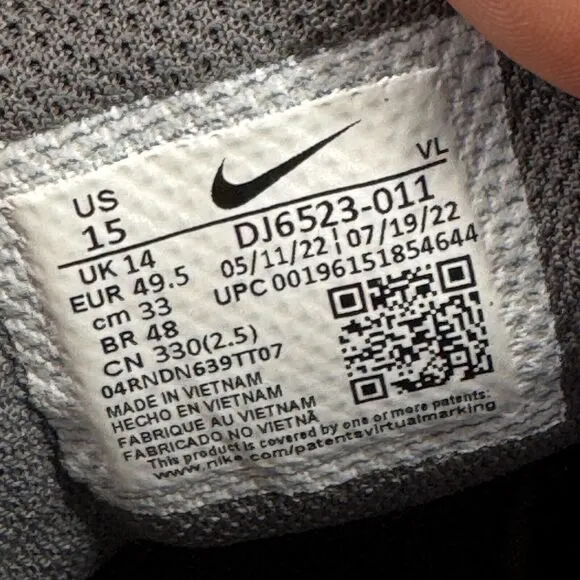 US
15
VL
UK 14
EUR 49.5
cm 33
BR 48
CN 330(2.5)
04RNDN639TT07
DJ6523-011
05/11/22 | 07/19/22
UPC 00196151854644
MADE IN VIETNAM
HECHO EN VIETNAM
FABRIQUE AU VIETNAM
FABRICADO NO VIETNÃ
This product is covered by one or more patents:
www.nike.com/patentsvirtualmarking